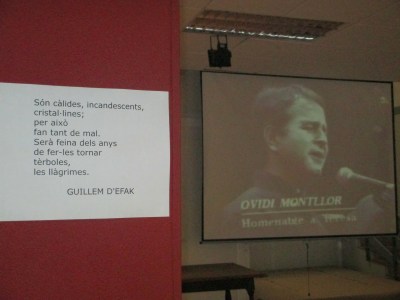 Són càlides, incandescents,
cristal·lines;
per això
fan tant de mal.
Serà feina dels anys
de fer-les tornar
tèrboles,
les llàgrimes.
GUILLEM D'EFAK
OVIDI MONTLLOR
Homenatge a